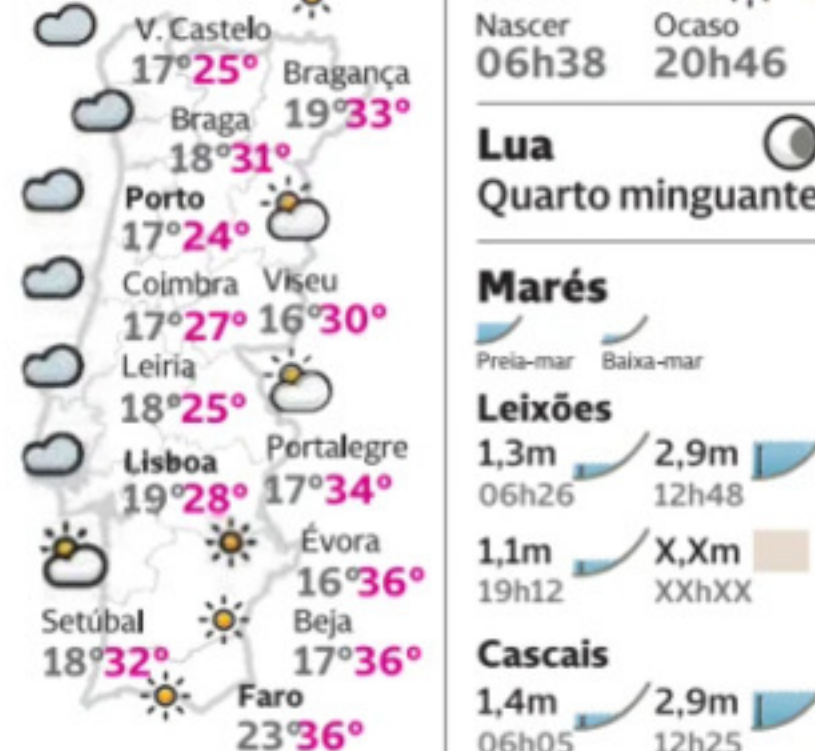 V. Castelo
17° 25°
Bragança
19° 33°
Braga
18° 31°
Porto
17° 24°
Coimbra
17° 27°
Viseu
16° 30°
Leiria
18° 25°
Lisboa
19° 28°
Portalegre
17° 34°
Évora
16° 36°
Setúbal
18° 32°
Beja
17° 36°
Faro
23° 36°
Nascer Ocaso
06h38 20h46
Lua
Quarto minguante
Marés
Preia-mar Baixa-mar
Leixões
1,3m 2,9m
06h26 12h48
1,1m X,Xm
19h12 XXhXX
Cascais
1,4m 2,9m
06h05 12h25